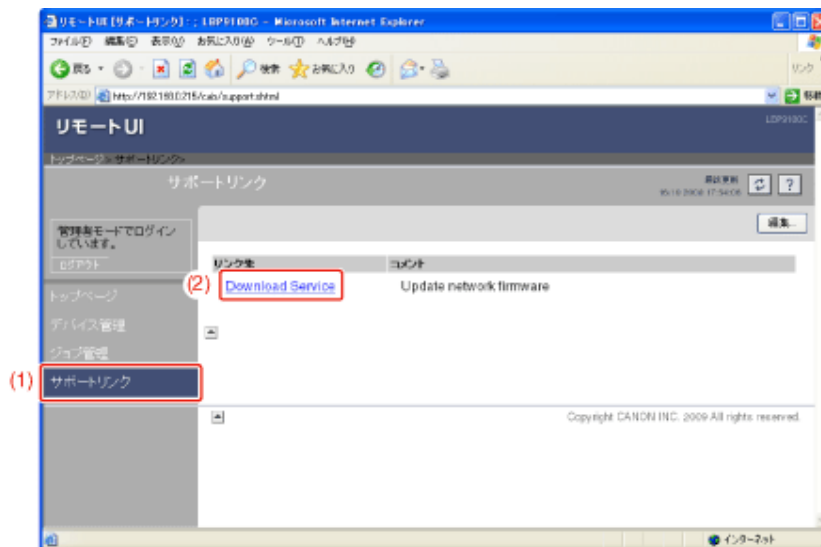 リモートUI [サポートリンク] : ; LBP9100C - Microsoft Internet Explorer
ファイル(F) 編集(E) 表示(V) お気に入り(A) ツール(T) ヘルプ(H)
戻る 検索 お気に入り リンク
アドレス(D) http://192.168.0.215/cab/support.shtml 移動
リモートUI LBP9100C
トップページ> サポートリンク>
サポートリンク 最終更新
?
管理者モードでログイン
しています。
編集...
ログアウト
リンク集 コメント
(2) Download Service Update network firmware
トップページ
デバイス管理
ジョブ管理
(1) サポートリンク
Copyright CANON INC. 2009 All rights reserved.
インターネット